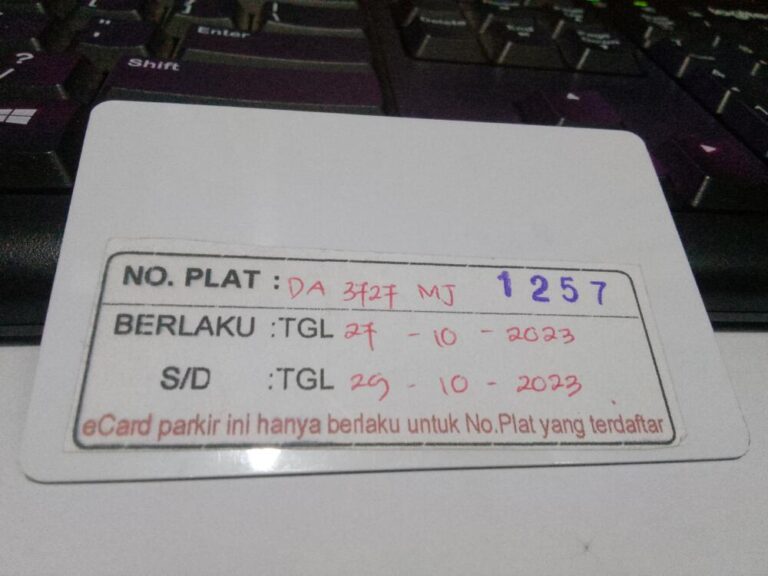 Delete
Enter
Shift
?
NO. PLAT : DA 3727 MJ 1257
BERLAKU :TGL 27 - 10 - 2023
S/D :TGL 29 - 10 - 2023
eCard parkir ini hanya berlaku untuk No.Plat yang terdaftar